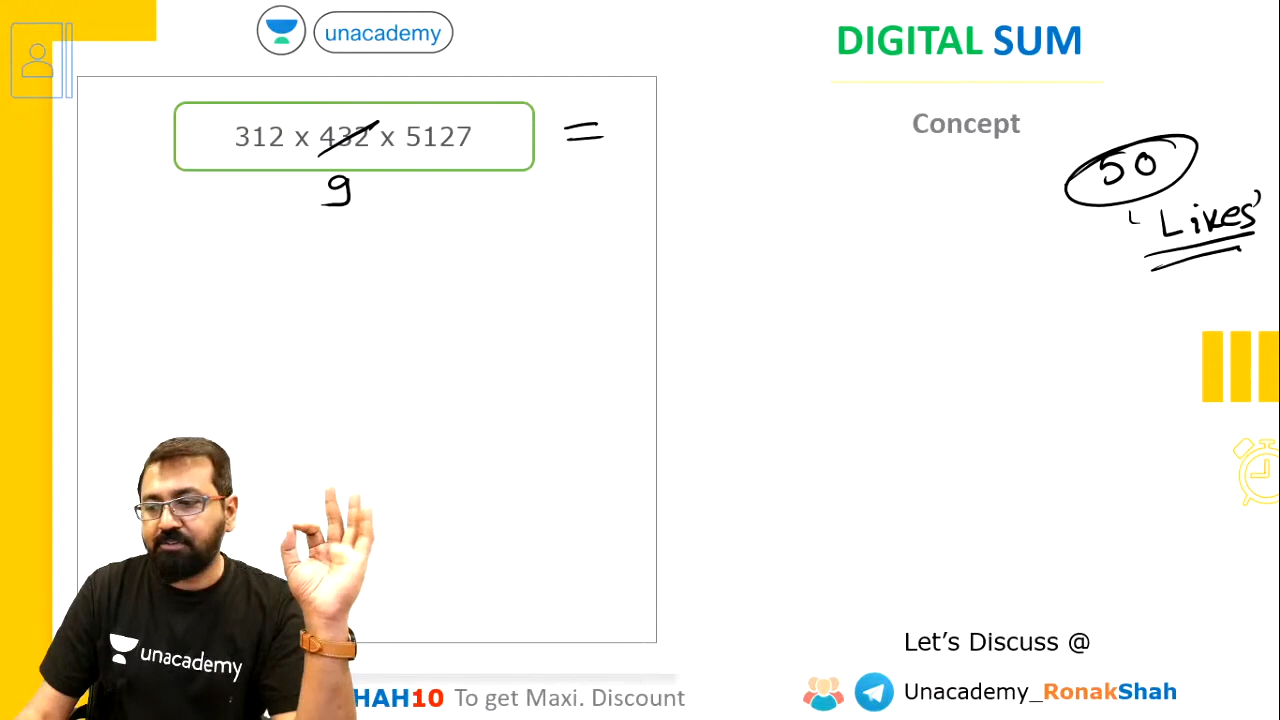 unacademy
DIGITAL SUM
Concept
312 x 432 x 5127 =
9
50
Likes
unacademy
Let's Discuss @
Unacademy_RonakShah
HAH10 To get Maxi. Discount